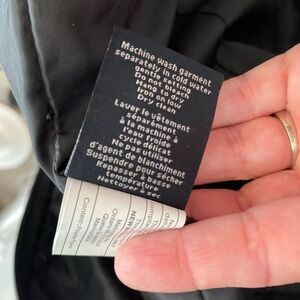 Machine wash garment
separately in cold water
gentle setting
Do not bleach
Hang to dry
Iron on low
Dry clean
Laver le vêtement
séparément
à la machine à
l'eau froide
Cycle délicat
Ne pas utiliser
d'agent de blanchiment
Suspendre pour sécher
Repasser à basse
température
Nettoyer à sec